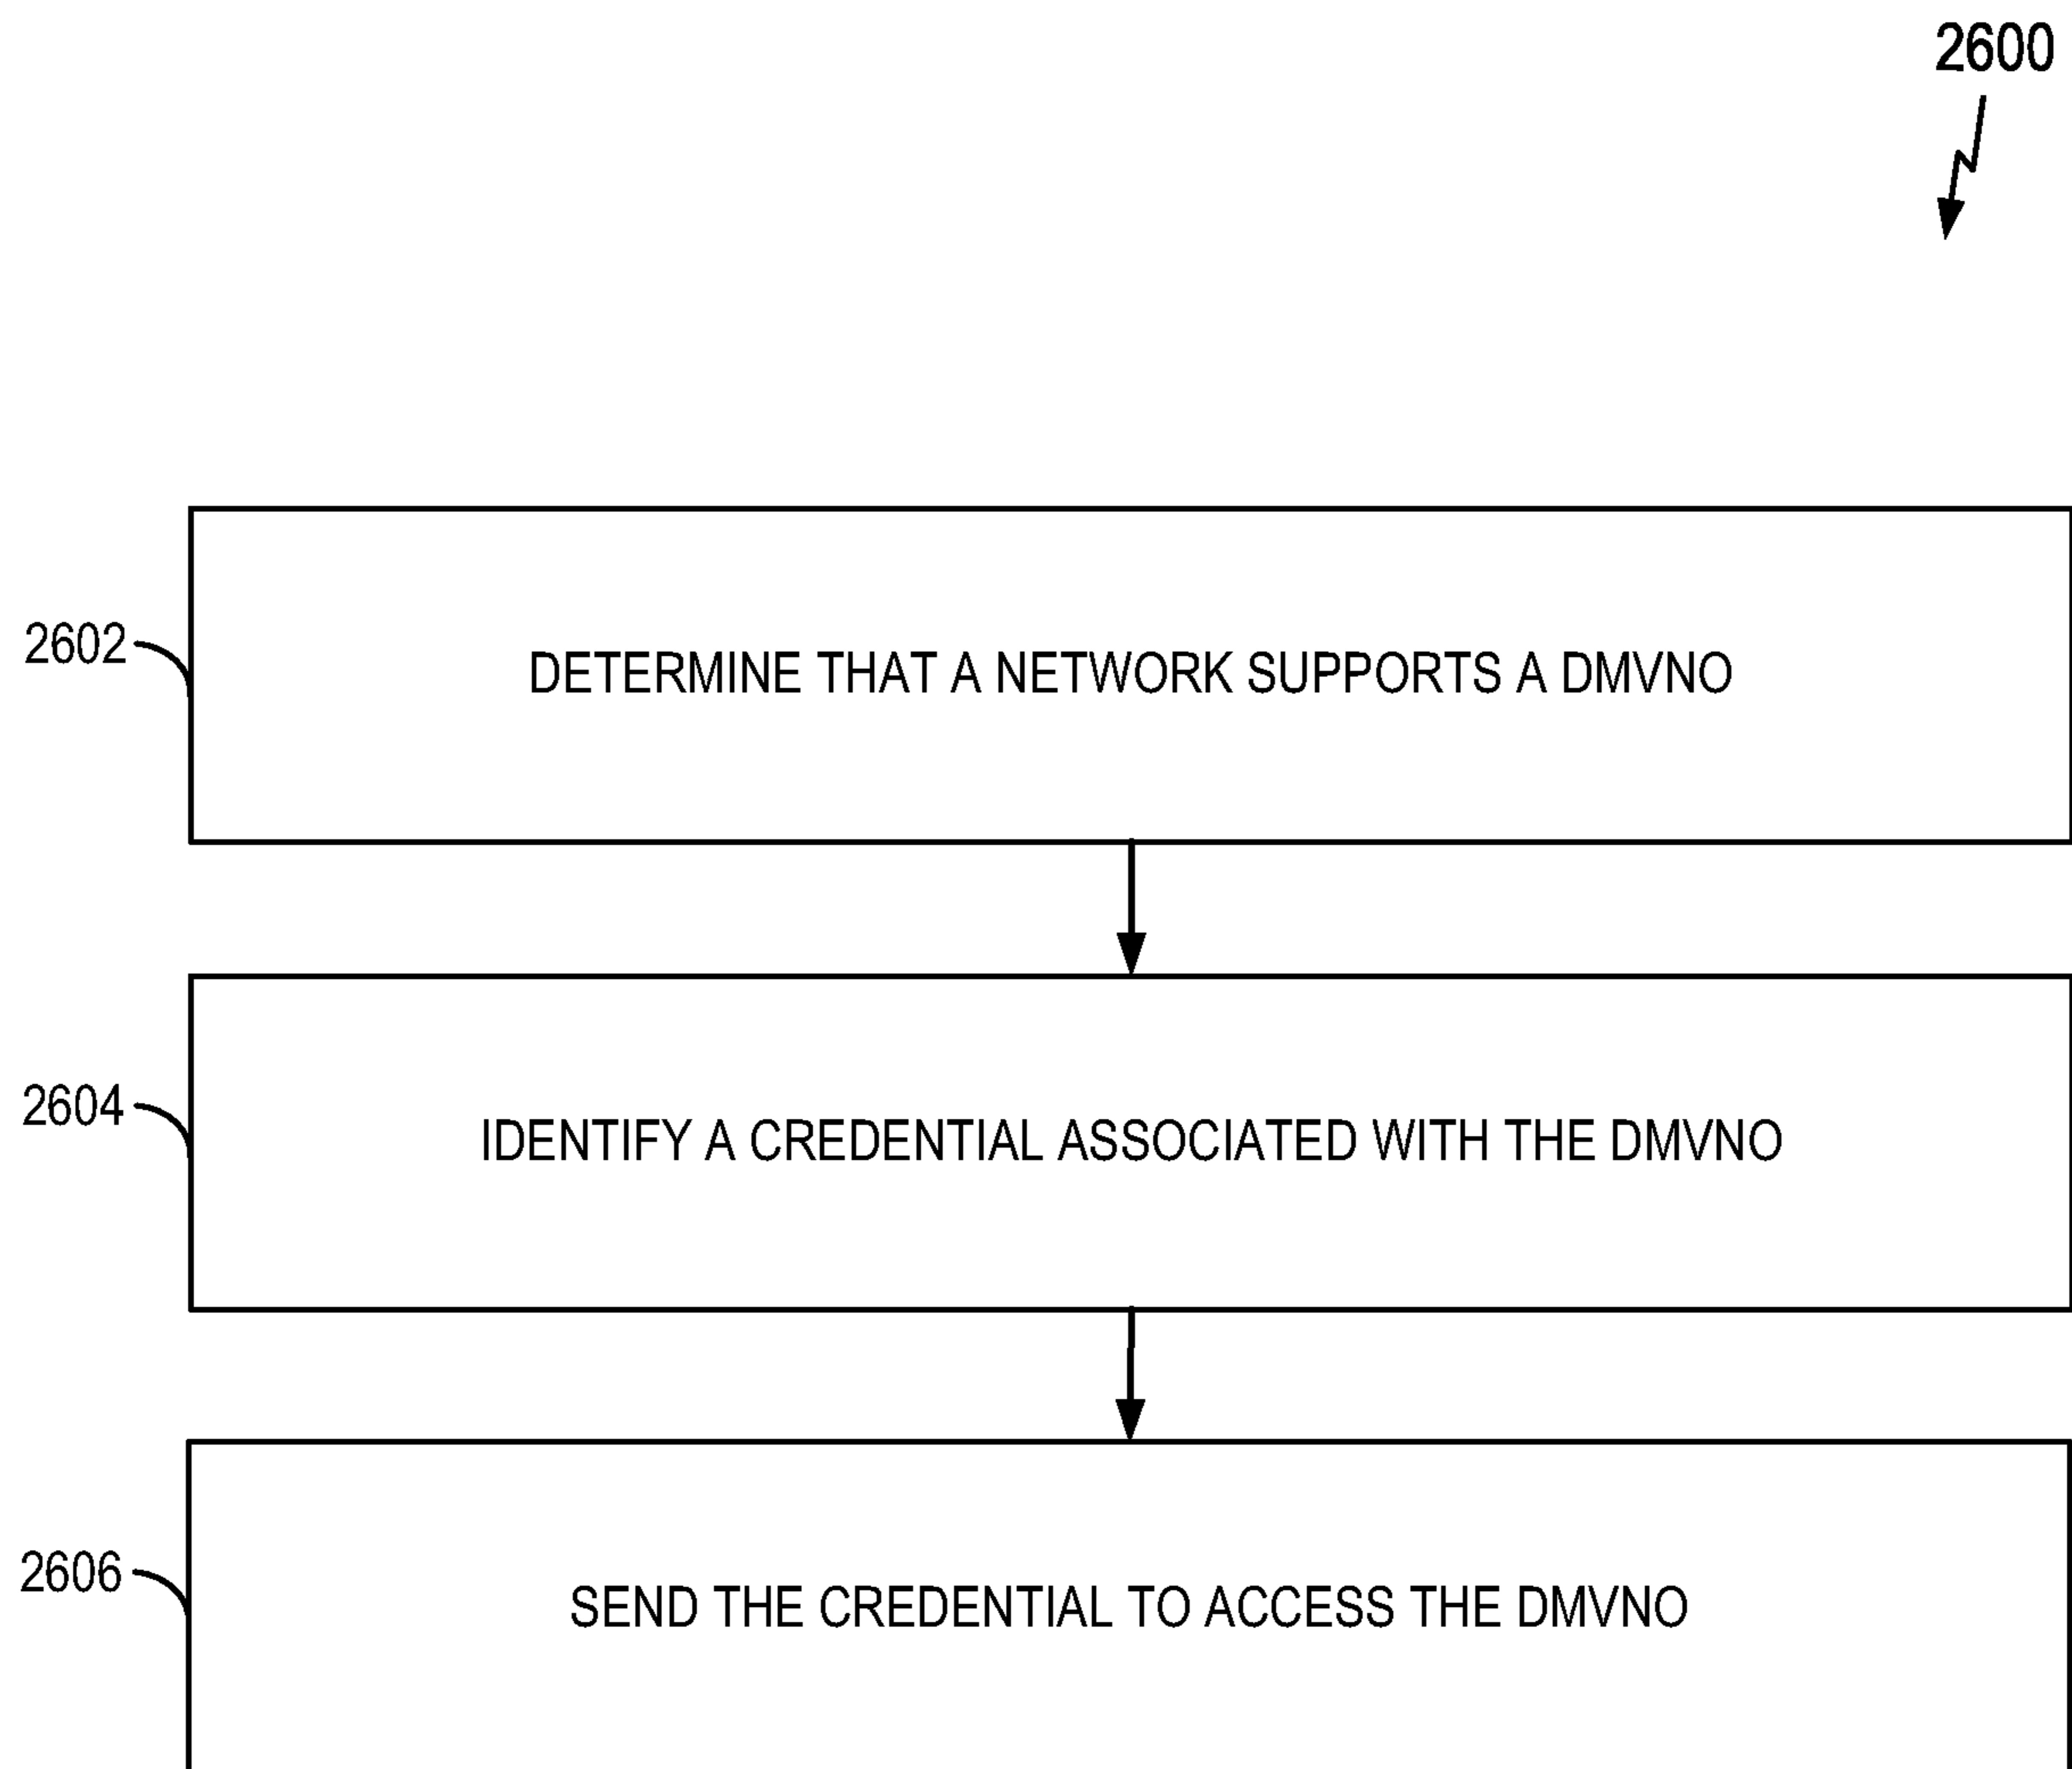 2600
2602
DETERMINE THAT A NETWORK SUPPORTS A DMVNO
2604
IDENTIFY A CREDENTIAL ASSOCIATED WITH THE DMVNO
2606
SEND THE CREDENTIAL TO ACCESS THE DMVNO